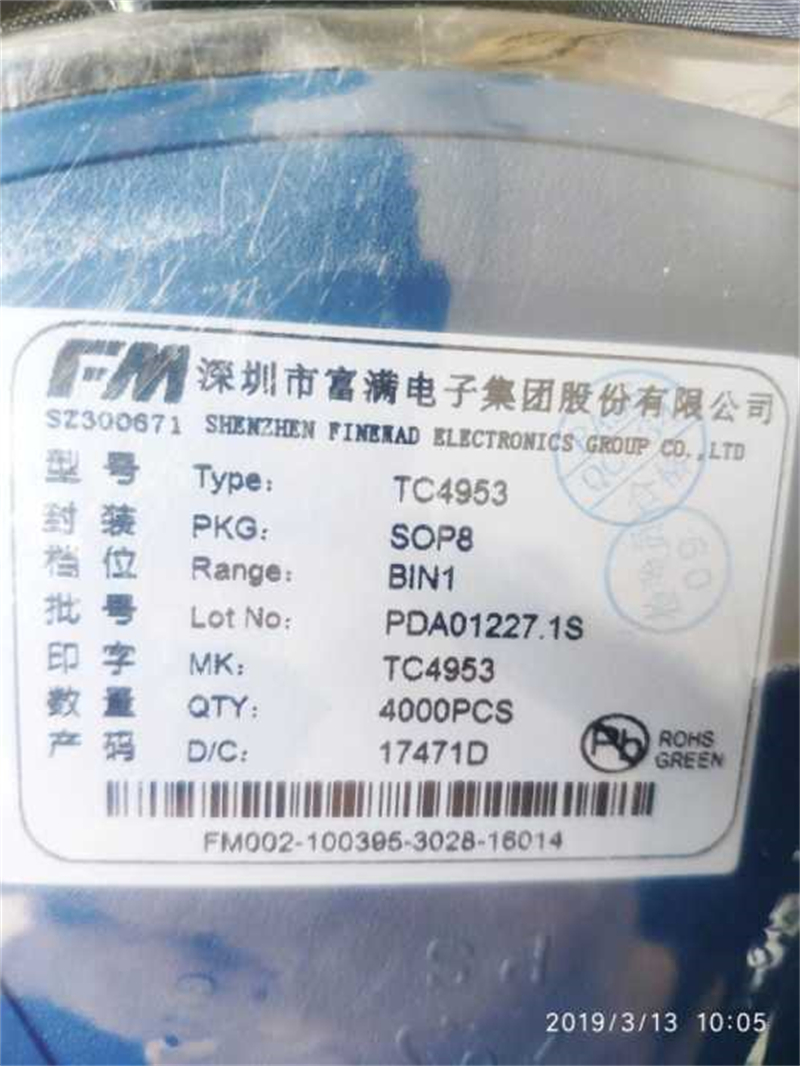 FM 深圳市富满电子集团股份有限公司
SZ300671 SHENZHEN FINEMAD ELECTRONICS GROUP CO.,LTD
型号 Type: TC4953
封装 PKG: SOP8
档位 Range: BIN1
批号 Lot No: PDA01227.1S
印字 MK: TC4953
数量 QTY: 4000PCS
产码 D/C: 17471D
Pb ROHS
GREEN
FM002-100395-3028-16014
2019/3/13 10:05